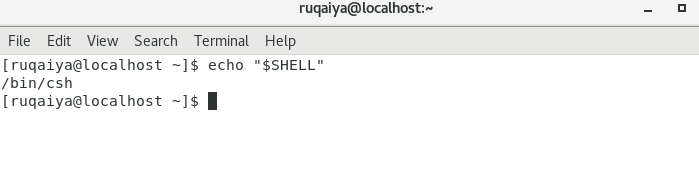 ruqaiya@localhost:~
File Edit View Search Terminal Help
[ruqaiya@localhost ~]$ echo "$SHELL"
/bin/csh
[ruqaiya@localhost ~]$